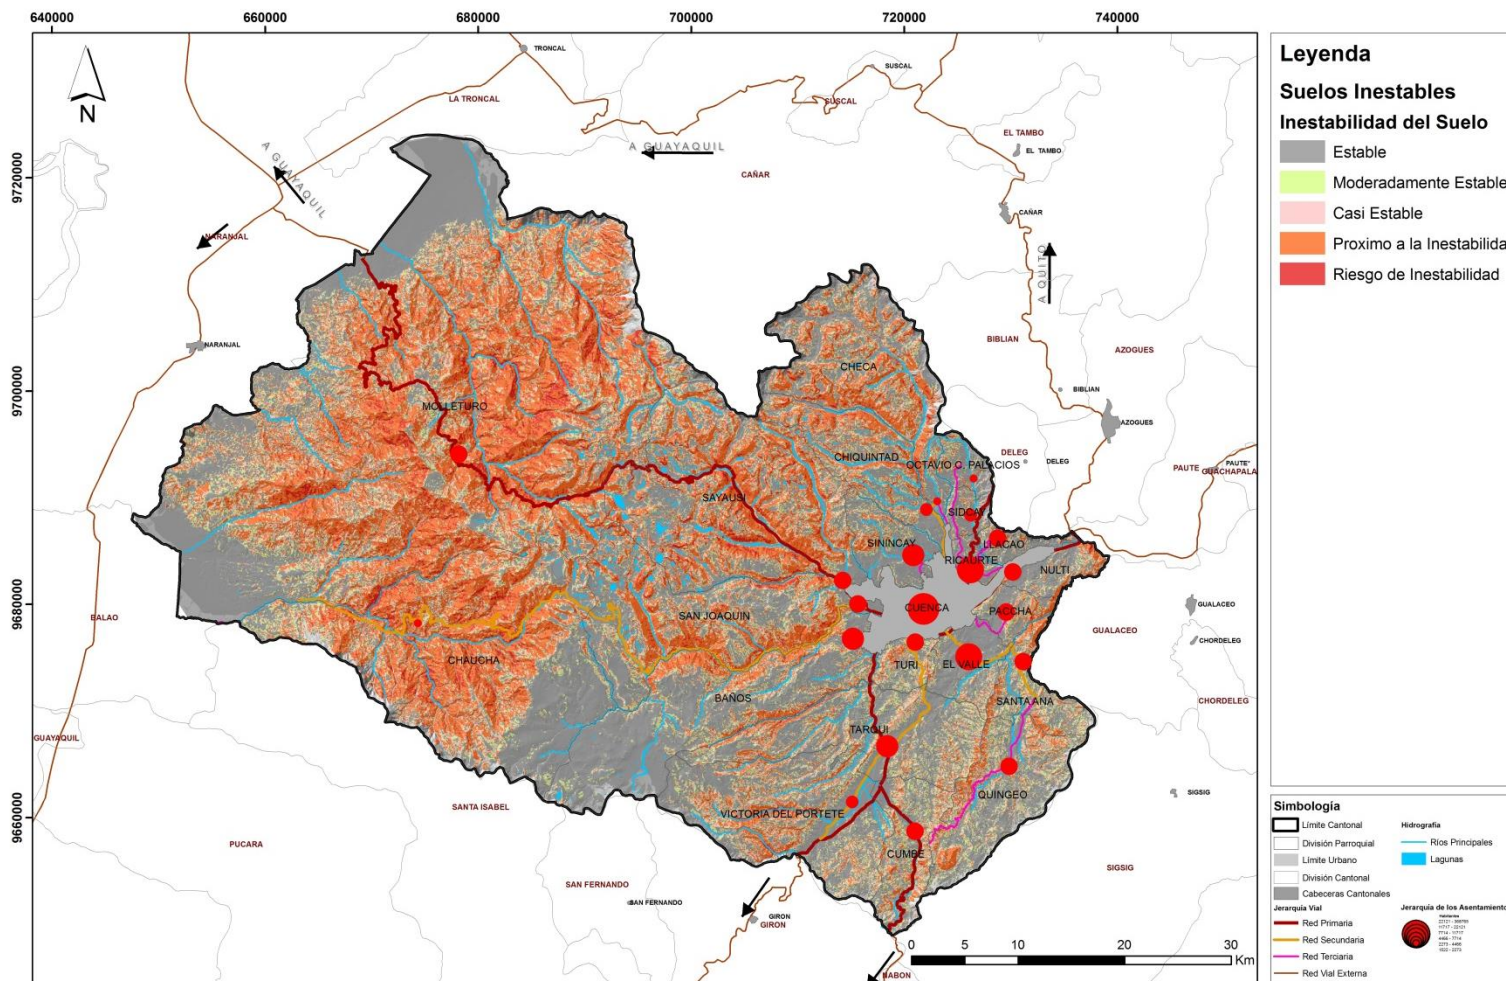 640000
660000
680000
700000
720000
740000
9720000
9700000
9680000
9660000
N
TRONCAL
SUSCAL
LA TRONCAL
SUSCAL
EL TAMBO
EL TAMBO
A GUAYAQUIL
A GUAYAQUIL
CAÑAR
CAÑAR
NARANJAL
A QUITO
NARANJAL
BIBLIAN
AZOGUES
BIBLIAN
AZOGUES
CHECA
MOLLETURO
CHIQUINTAD
OCTAVIO C. PALACIOS
DELEG
DELEG
PAUTE
PAUTE
GUACHAPALA
SAYAUSI
SIDCAY
SININCAY
LLACAO
RICAURTE
NULTI
BALAO
SAN JOAQUIN
CUENCA
PACCHA
GUALACEO
GUALACEO
CHORDELEG
CHAUCHA
TURI
EL VALLE
BAÑOS
SANTA ANA
CHORDELEG
GUAYAQUIL
TARQUI
QUINGEO
SIGSIG
SANTA ISABEL
VICTORIA DEL PORTETE
PUCARA
CUMBE
SIGSIG
SAN FERNANDO
SAN FERNANDO
GIRON
GIRON
NABON
0 5 10 20 30
Km
Leyenda
Suelos Inestables
Inestabilidad del Suelo
Estable
Moderadamente Estable
Casi Estable
Proximo a la Inestabilida
Riesgo de Inestabilidad
Simbología
Límite Cantonal
División Parroquial
Límite Urbano
División Cantonal
Cabeceras Cantonales
Jerarquía Vial
Red Primaria
Red Secundaria
Red Terciaria
Red Vial Externa
Hidrografía
Ríos Principales
Lagunas
Jerarquía de los Asentamiento